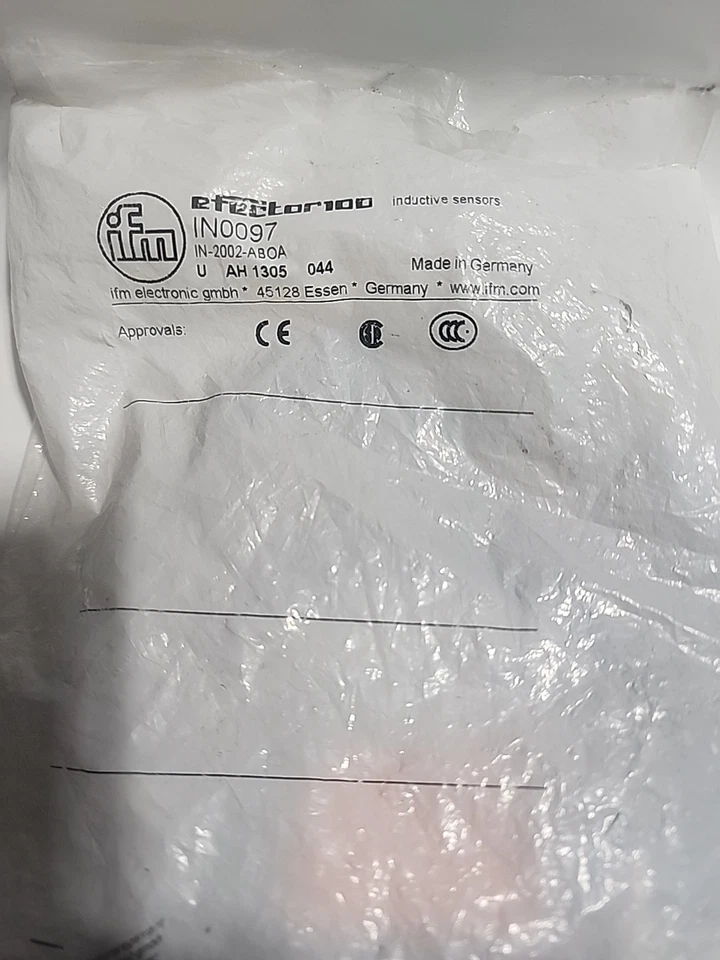 ifm efector100 inductive sensors
IN0097
IN-2002-ABOA
U AH 1305 044 Made in Germany
ifm electronic gmbh * 45128 Essen * Germany * www.ifm.com
Approvals: CE CCC